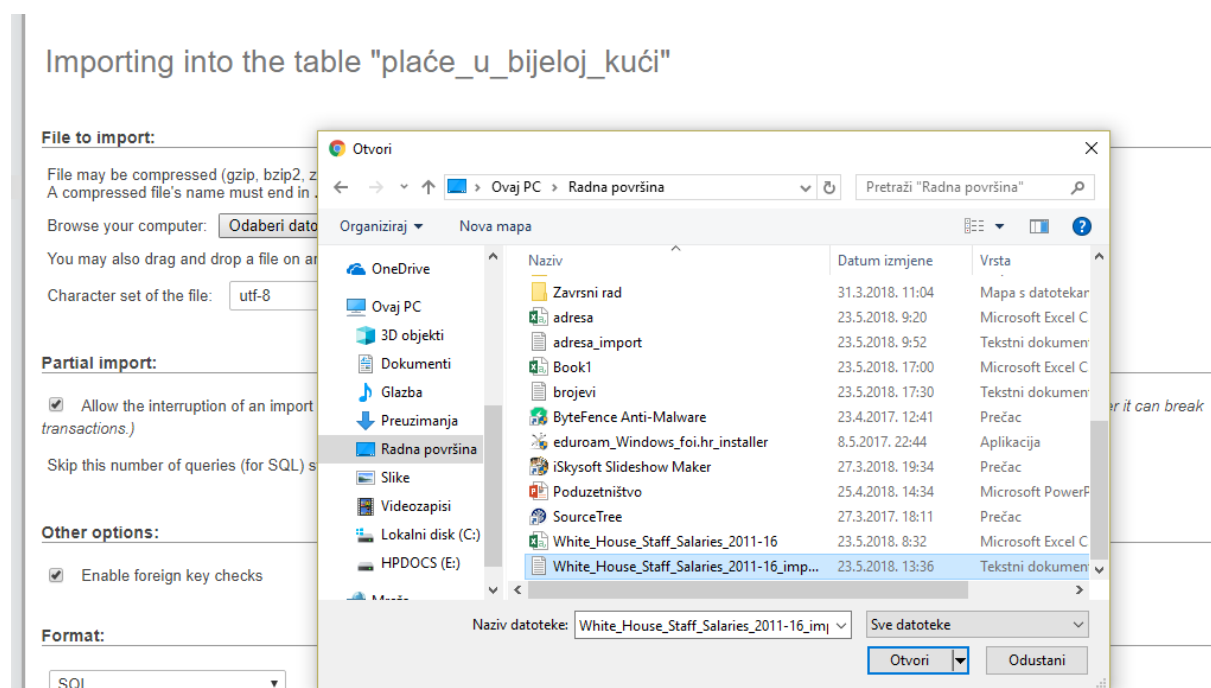 Importing into the table "plaće_u_bijeloj_kući"
File to import:
File may be compressed (gzip, bzip2, z
A compressed file's name must end in .
Browse your computer: Odaberi dato
You may also drag and drop a file on ar
Character set of the file: utf-8
Partial import:
Allow the interruption of an import
er it can break
transactions.)
Skip this number of queries (for SQL) s
Other options:
Enable foreign key checks
Format:
SQL
Otvori
Ovaj PC › Radna površina
Pretraži "Radna površina"
Organiziraj
Nova mapa
OneDrive
Ovaj PC
3D objekti
Dokumenti
Glazba
Preuzimanja
Radna površina
Slike
Videozapisi
Lokalni disk (C:)
HPDOCS (E:)
Mreža
Naziv Datum izmjene Vrsta
Zavrsni rad 31.3.2018. 11:04 Mapa s datotekar
adresa 23.5.2018. 9:20 Microsoft Excel C
adresa_import 23.5.2018. 9:52 Tekstni dokumen
Book1 23.5.2018. 17:00 Microsoft Excel C
brojevi 23.5.2018. 17:30 Tekstni dokumen
ByteFence Anti-Malware 23.4.2017. 12:41 Prečac
eduroam_Windows_foi.hr_installer 8.5.2017. 22:44 Aplikacija
iSkysoft Slideshow Maker 27.3.2018. 19:34 Prečac
Poduzetništvo 25.4.2018. 14:34 Microsoft PowerP
SourceTree 27.3.2017. 18:11 Prečac
White_House_Staff_Salaries_2011-16 23.5.2018. 8:32 Microsoft Excel C
White_House_Staff_Salaries_2011-16_imp... 23.5.2018. 13:36 Tekstni dokumen
Naziv datoteke: White_House_Staff_Salaries_2011-16_im
Sve datoteke
Otvori
Odustani